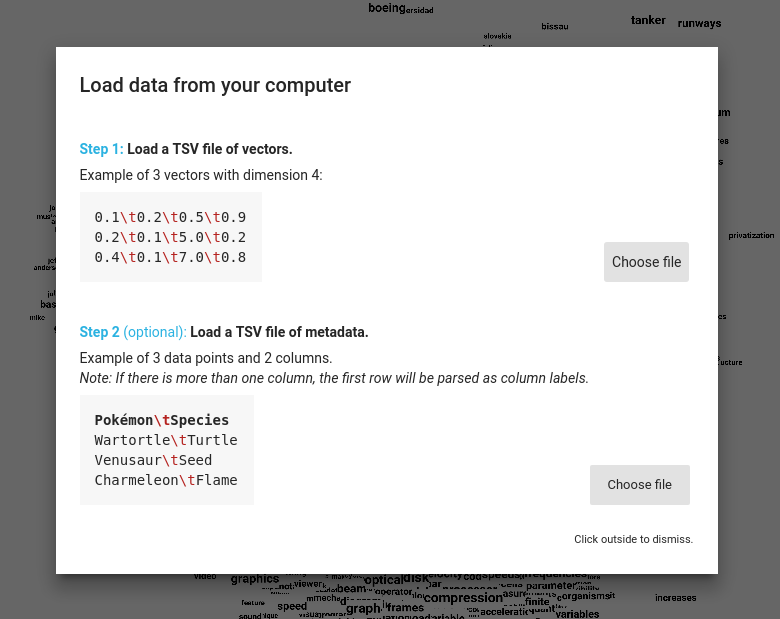 boeing
ersidad
tanker
runways
bissau
slovakia
Load data from your computer
Step 1: Load a TSV file of vectors.
Example of 3 vectors with dimension 4:
0.1\t0.2\t0.5\t0.9
0.2\t0.1\t5.0\t0.2
0.4\t0.1\t7.0\t0.8
Choose file
privatization
mike
Step 2 (optional): Load a TSV file of metadata.
Example of 3 data points and 2 columns.
Note: If there is more than one column, the first row will be parsed as column labels.
Pokémon\tSpecies
Wartortle\tTurtle
Venusaur\tSeed
Charmeleon\tFlame
Choose file
Click outside to dismiss.
video
graphics
viewer
optical
disk
beam
operator
parameter
organisms
compression
increases
feature
speed
graph
frames
finite
variables
sound